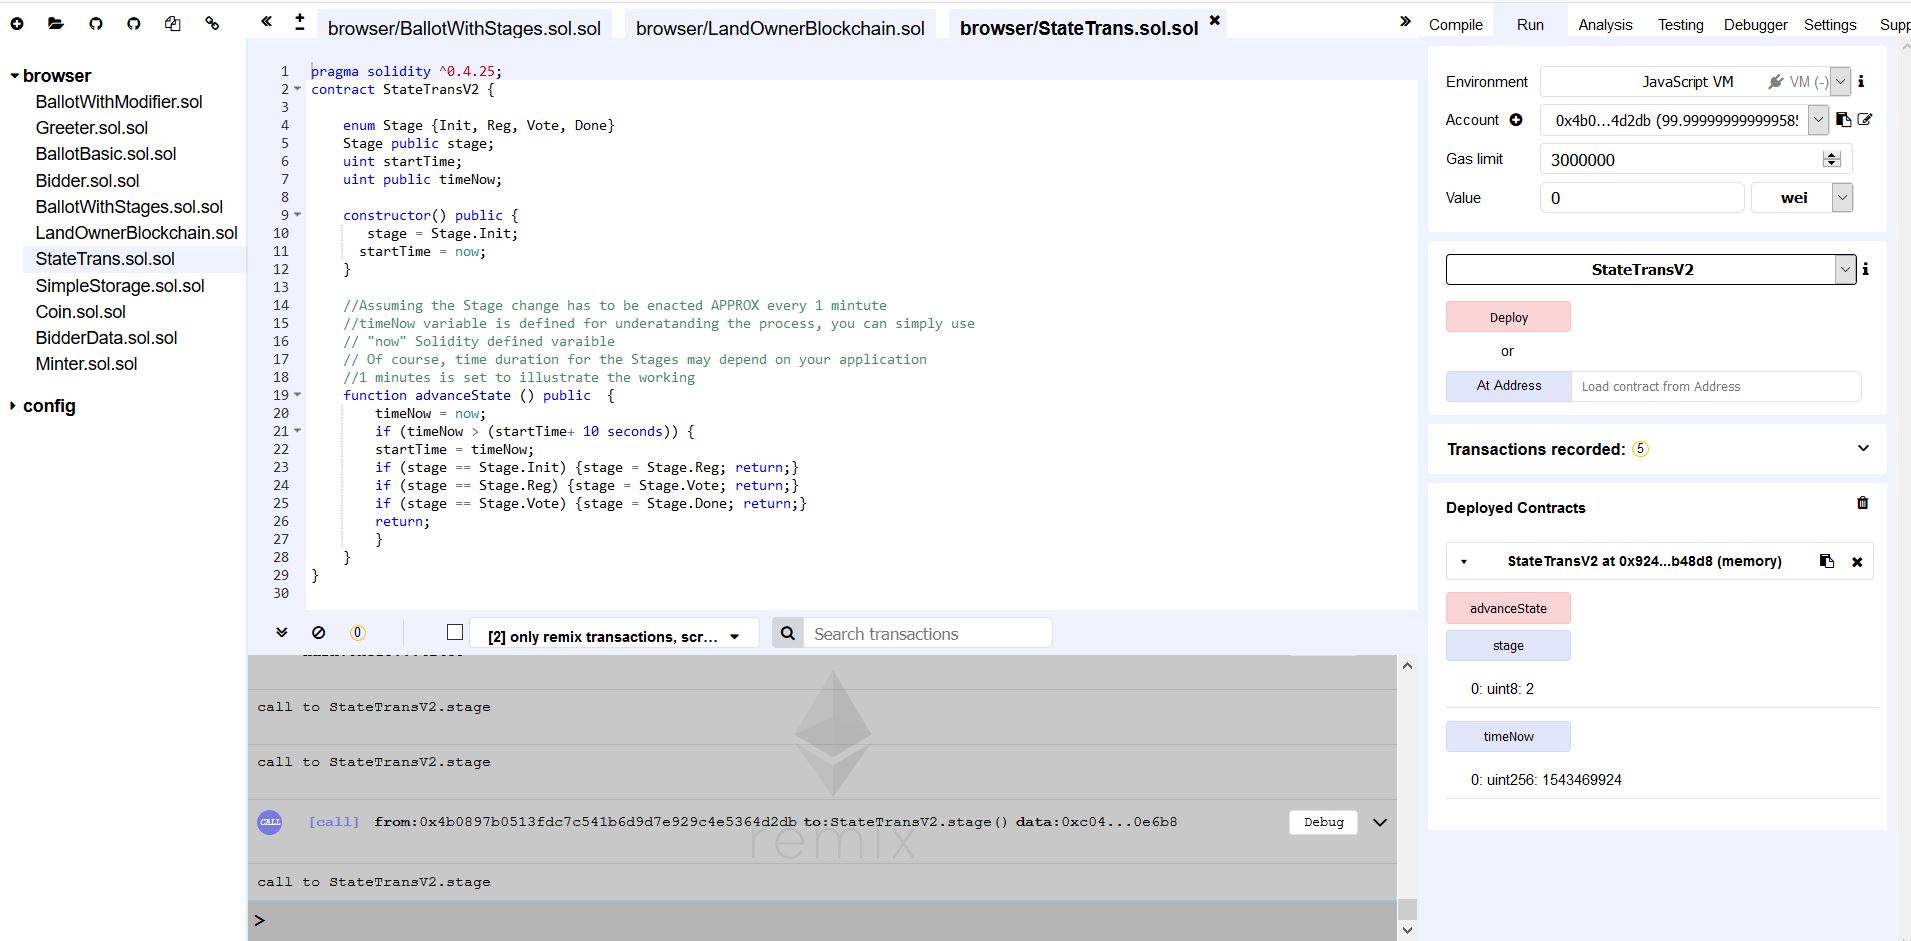 browser/BallotWithStages.sol.sol
browser/LandOwnerBlockchain.sol
browser/StateTrans.sol.sol
Compile
Run
Analysis
Testing
Debugger
Settings
Supp
browser
BallotWithModifier.sol
Greeter.sol.sol
BallotBasic.sol.sol
Bidder.sol.sol
BallotWithStages.sol.sol
LandOwnerBlockchain.sol
StateTrans.sol.sol
SimpleStorage.sol.sol
Coin.sol.sol
BidderData.sol.sol
Minter.sol.sol
config
1 pragma solidity ^0.4.25;
2 contract StateTransV2 {
3
4 enum Stage {Init, Reg, Vote, Done}
5 Stage public stage;
6 uint startTime;
7 uint public timeNow;
8
9 constructor() public {
10 stage = Stage.Init;
11 startTime = now;
12 }
13
14 //Assuming the Stage change has to be enacted APPROX every 1 mintute
15 //timeNow variable is defined for underatanding the process, you can simply use
16 // "now" Solidity defined varaible
17 // Of course, time duration for the Stages may depend on your application
18 //1 minutes is set to illustrate the working
19 function advanceState () public {
20 timeNow = now;
21 if (timeNow > (startTime+ 10 seconds)) {
22 startTime = timeNow;
23 if (stage == Stage.Init) {stage = Stage.Reg; return;}
24 if (stage == Stage.Reg) {stage = Stage.Vote; return;}
25 if (stage == Stage.Vote) {stage = Stage.Done; return;}
26 return;
27 }
28 }
29 }
30
0
[2] only remix transactions, scr...
Search transactions
call to StateTransV2.stage
call to StateTransV2.stage
CALL [call] from:0x4b0897b0513fdc7c541b6d9d7e929c4e5364d2db to:StateTransV2.stage() data:0xc04...0e6b8
Debug
remix
call to StateTransV2.stage
>
Environment JavaScript VM VM (-)
Account 0x4b0...4d2db (99.9999999999958
Gas limit 3000000
Value 0 wei
StateTransV2
Deploy
or
At Address Load contract from Address
Transactions recorded: 5
Deployed Contracts
StateTransV2 at 0x924...b48d8 (memory)
advanceState
stage
0: uint8: 2
timeNow
0: uint256: 1543469924